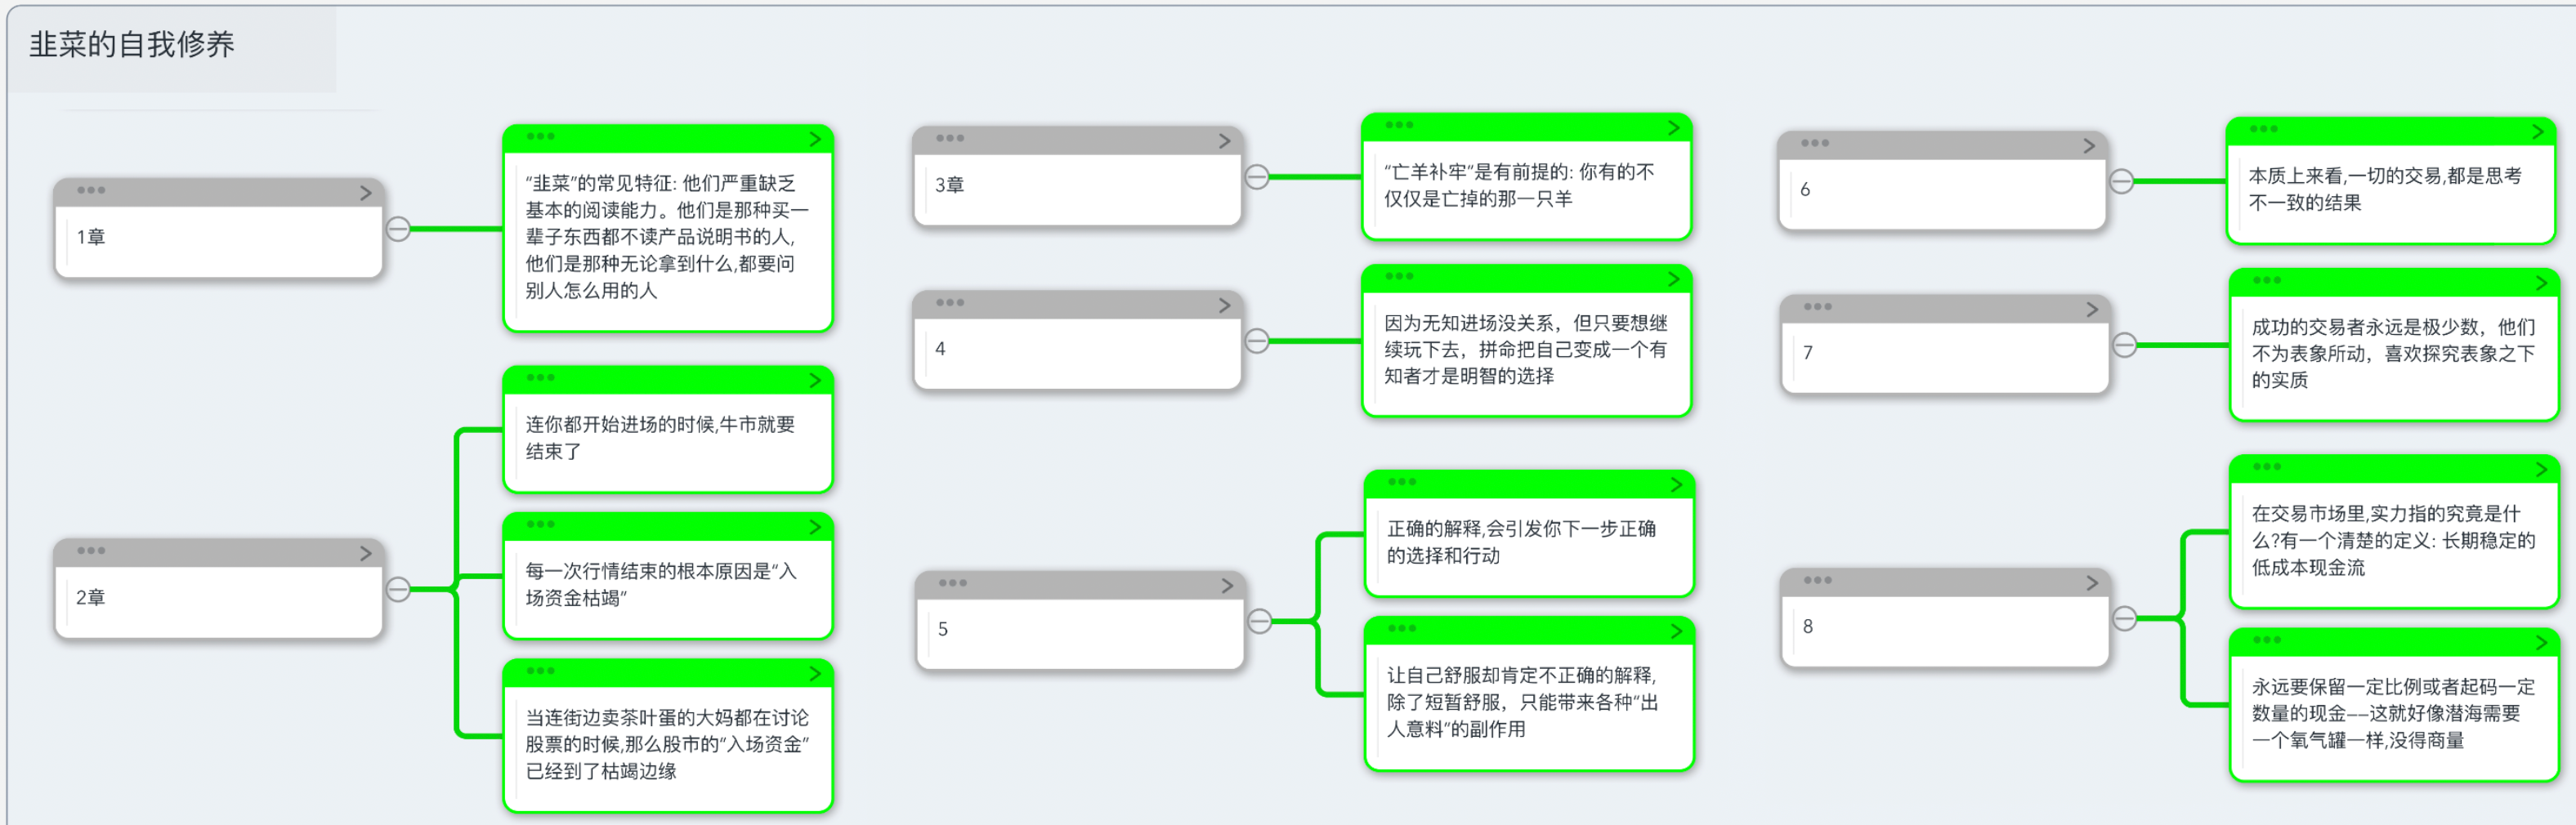 韭菜的自我修养
1章
“韭菜”的常见特征: 他们严重缺乏
基本的阅读能力。他们是那种买一
辈子东西都不读产品说明书的人,
他们是那种无论拿到什么,都要问
别人怎么用的人
2章
连你都开始进场的时候,牛市就要
结束了
每一次行情结束的根本原因是“入
场资金枯竭”
当连街边卖茶叶蛋的大妈都在讨论
股票的时候,那么股市的“入场资金”
已经到了枯竭边缘
3章
“亡羊补牢”是有前提的: 你有的不
仅仅是亡掉的那一只羊
4
因为无知进场没关系，但只要想继
续玩下去，拼命把自己变成一个有
知者才是明智的选择
5
正确的解释,会引发你下一步正确
的选择和行动
让自己舒服却肯定不正确的解释,
除了短暂舒服，只能带来各种“出
人意料”的副作用
6
本质上来看,一切的交易,都是思考
不一致的结果
7
成功的交易者永远是极少数，他们
不为表象所动，喜欢探究表象之下
的实质
8
在交易市场里,实力指的究竟是什
么?有一个清楚的定义: 长期稳定的
低成本现金流
永远要保留一定比例或者起码一定
数量的现金——这就好像潜海需要
一个氧气罐一样,没得商量